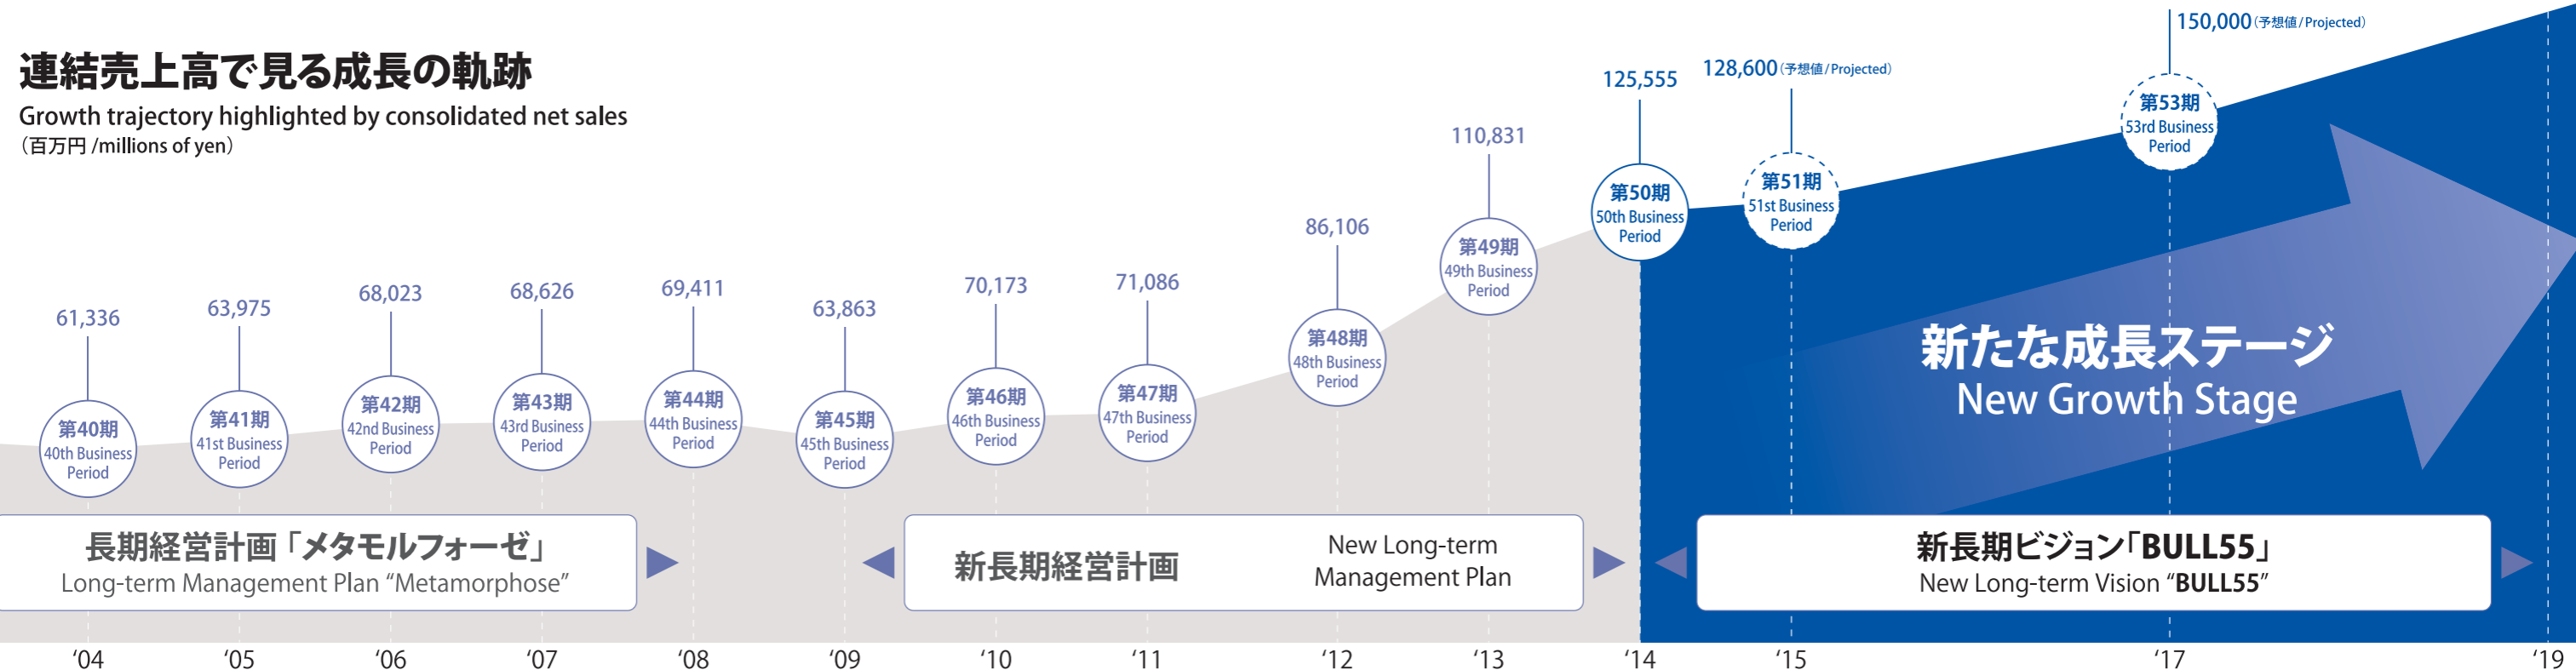 連結売上高で見る成長の軌跡
Growth trajectory highlighted by consolidated net sales
（百万円 /millions of yen）
61,336
第40期
40th Business
Period
63,975
第41期
41st Business
Period
68,023
第42期
42nd Business
Period
68,626
第43期
43rd Business
Period
69,411
第44期
44th Business
Period
63,863
第45期
45th Business
Period
70,173
第46期
46th Business
Period
71,086
第47期
47th Business
Period
86,106
第48期
48th Business
Period
110,831
第49期
49th Business
Period
125,555
第50期
50th Business
Period
128,600（予想値/Projected）
第51期
51st Business
Period
150,000（予想値/Projected）
第53期
53rd Business
Period
新たな成長ステージ
New Growth Stage
長期経営計画「メタモルフォーゼ」
Long-term Management Plan “Metamorphose”
新長期経営計画
New Long-term
Management Plan
新長期ビジョン「BULL55」
New Long-term Vision “BULL55”
‘04 ‘05 ‘06 ‘07 ‘08 ‘09 ‘10 ‘11 ‘12 ‘13 ‘14 ‘15 ‘17 ‘19